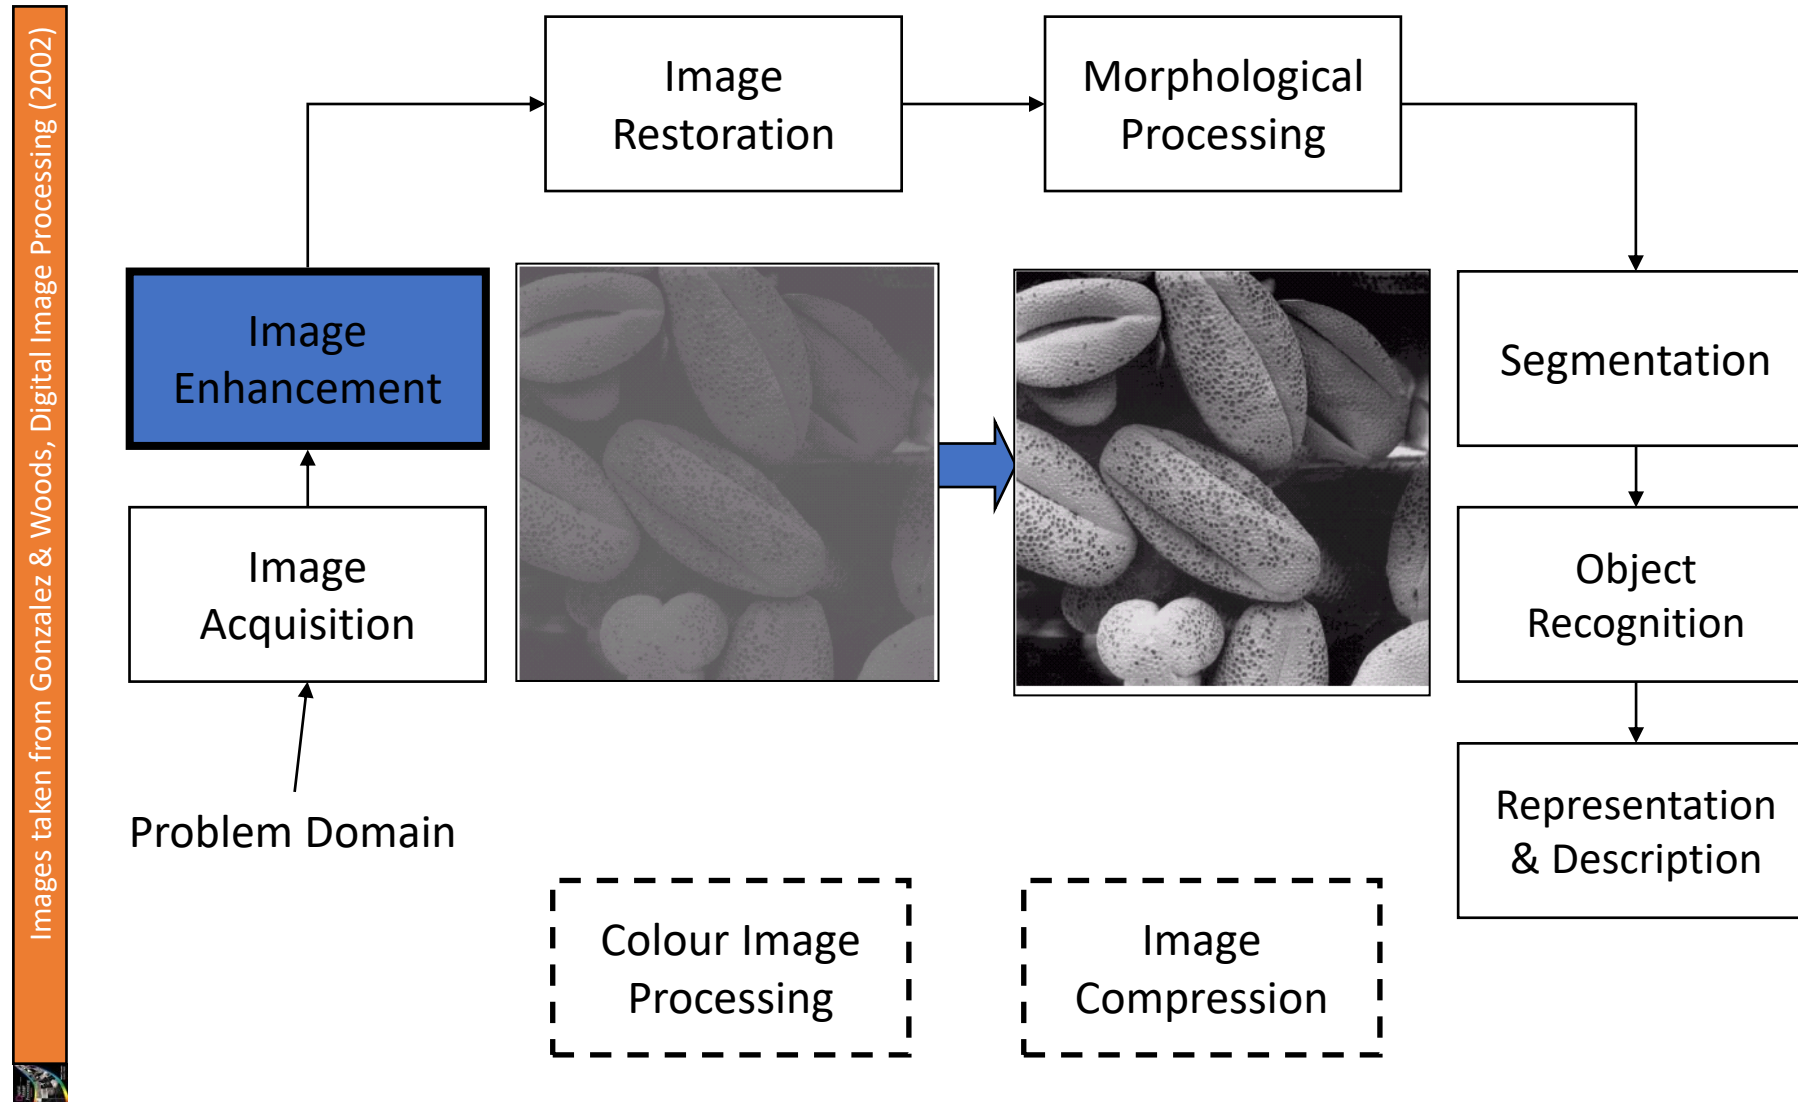 Images taken from Gonzalez & Woods, Digital Image Processing (2002)
Image
Restoration
Morphological
Processing
Image
Enhancement
Segmentation
Image
Acquisition
Object
Recognition
Problem Domain
Representation
& Description
Colour Image
Processing
Image
Compression